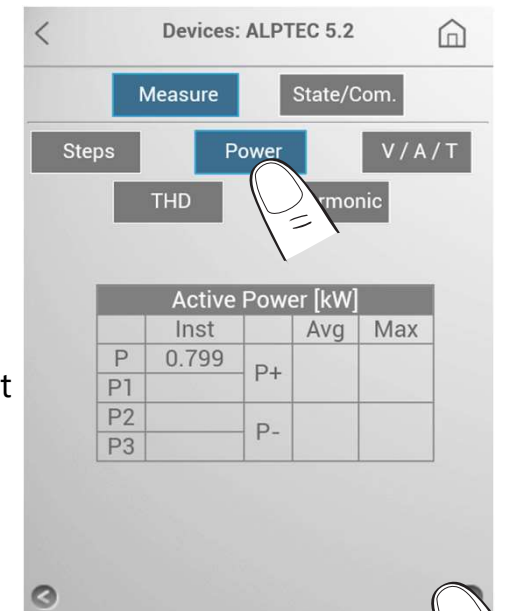 Devices: ALPTEC 5.2
Measure State/Com.
Steps Power V / A / T
THD rmonic
Active Power [kW]
Inst Avg Max
P 0.799 P+
P1
t
P2 P-
P3